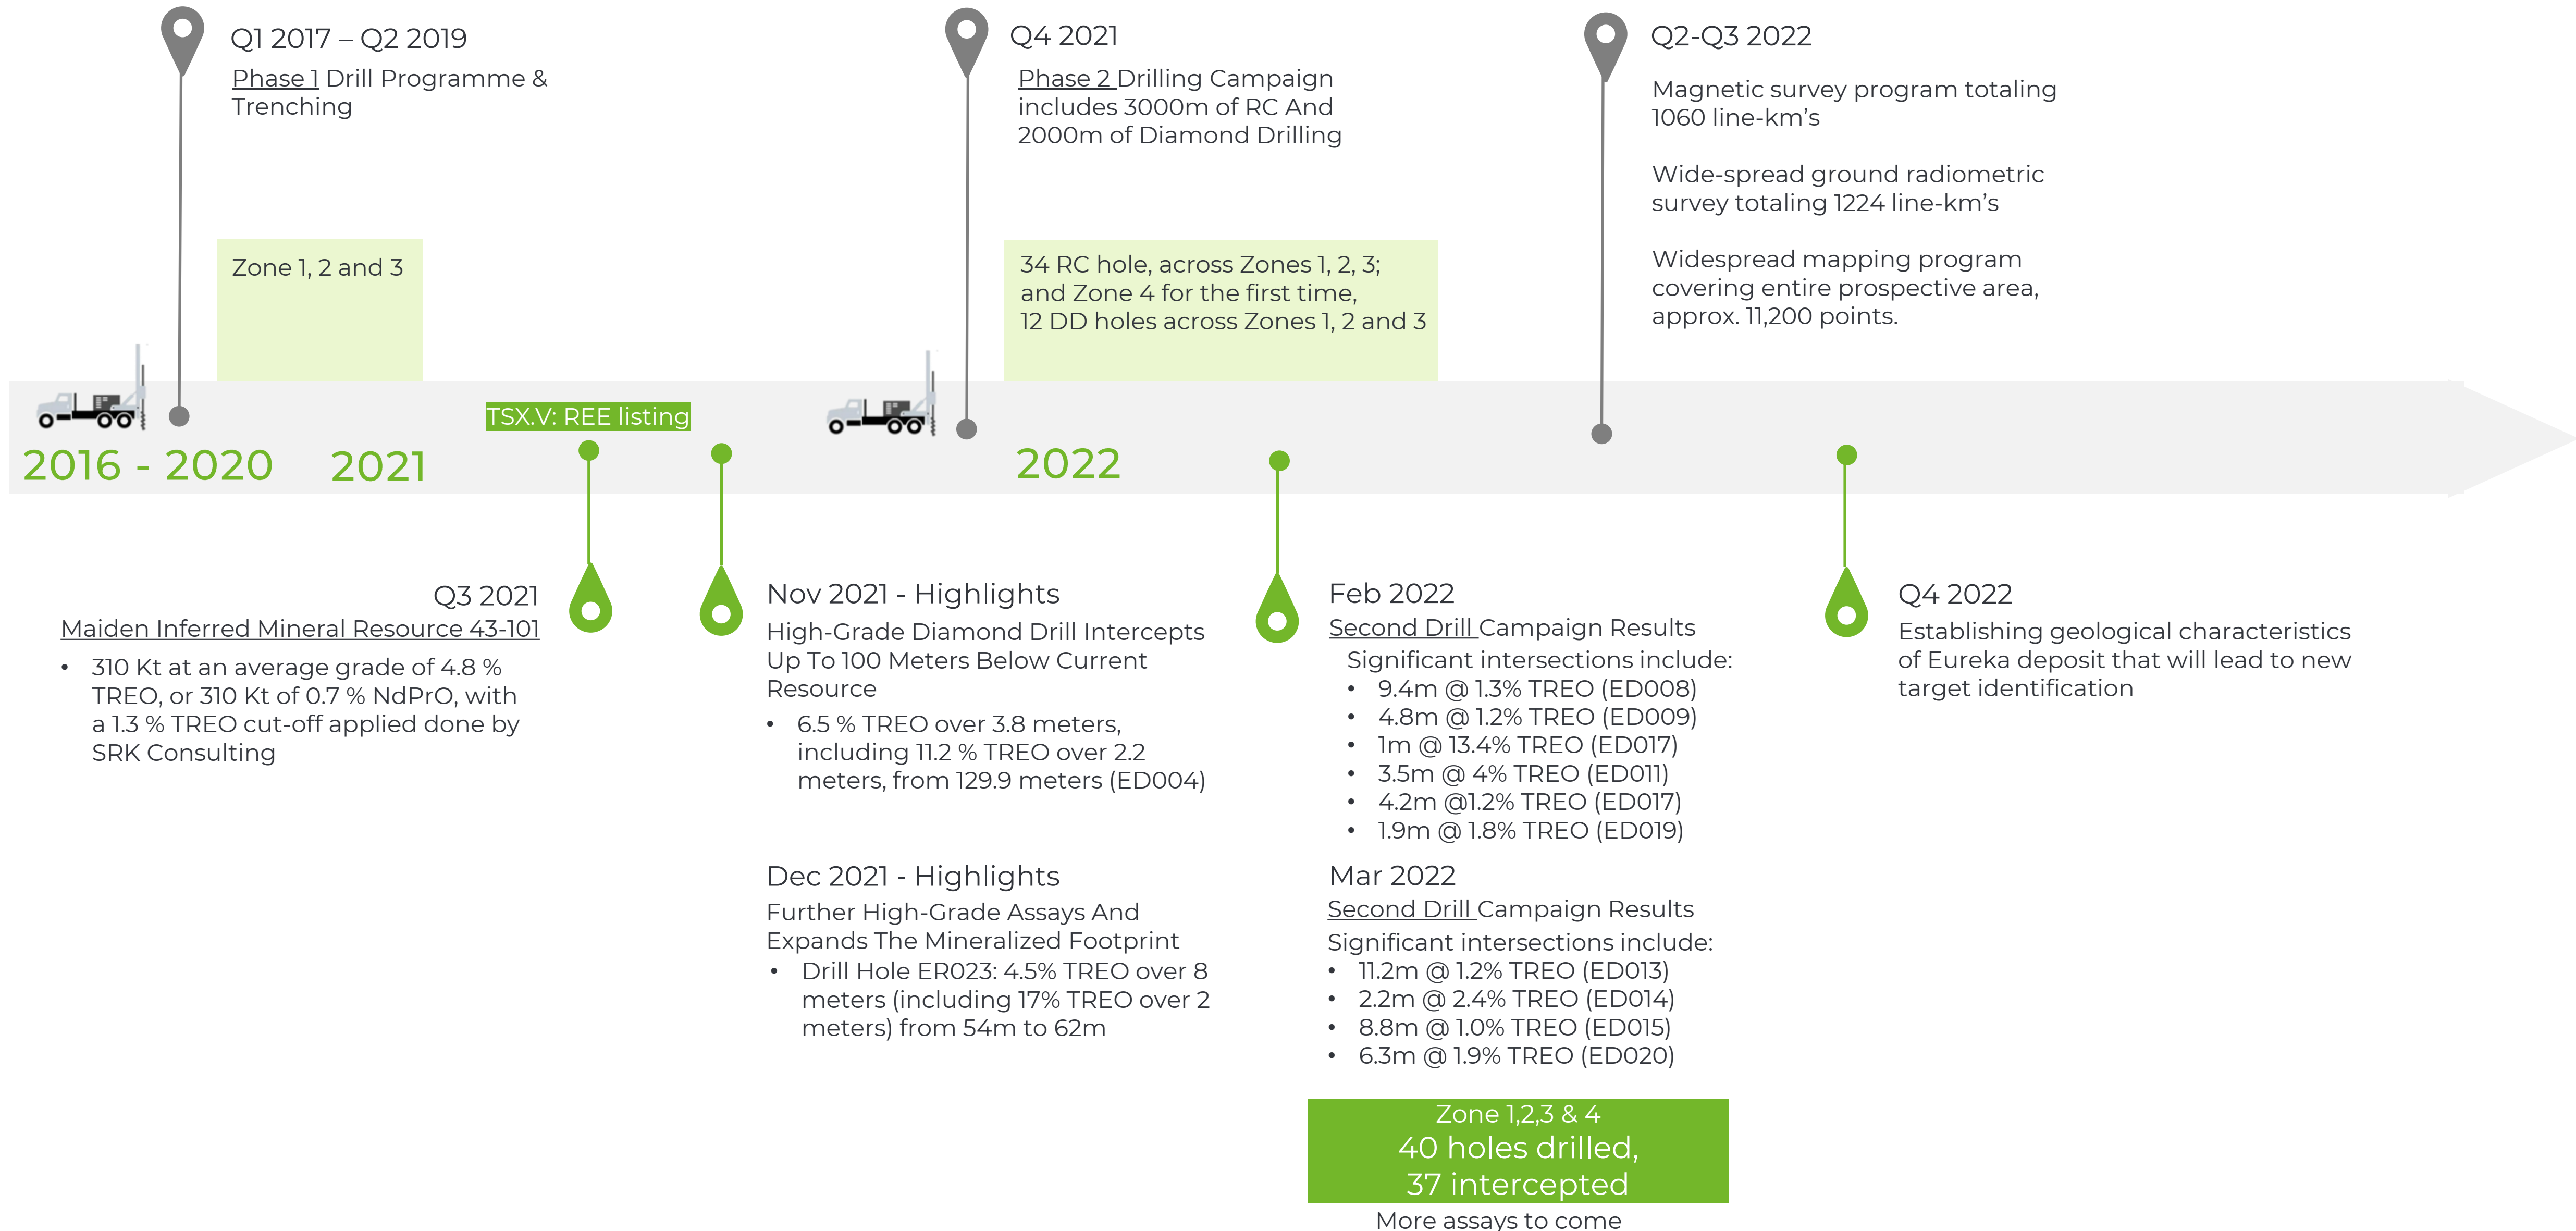 Q1 2017 – Q2 2019
Phase 1 Drill Programme &
Trenching
Zone 1, 2 and 3
Q4 2021
Phase 2 Drilling Campaign
includes 3000m of RC And
2000m of Diamond Drilling
34 RC hole, across Zones 1, 2, 3;
and Zone 4 for the first time,
12 DD holes across Zones 1, 2 and 3
Q2-Q3 2022
Magnetic survey program totaling
1060 line-km’s
Wide-spread ground radiometric
survey totaling 1224 line-km’s
Widespread mapping program
covering entire prospective area,
approx. 11,200 points.
TSX.V: REE listing
2016 - 2020
2021
2022
Q3 2021
Maiden Inferred Mineral Resource 43-101
• 310 Kt at an average grade of 4.8 %
TREO, or 310 Kt of 0.7 % NdPrO, with
a 1.3 % TREO cut-off applied done by
SRK Consulting
Nov 2021 - Highlights
High-Grade Diamond Drill Intercepts
Up To 100 Meters Below Current
Resource
• 6.5 % TREO over 3.8 meters,
including 11.2 % TREO over 2.2
meters, from 129.9 meters (ED004)
Dec 2021 - Highlights
Further High-Grade Assays And
Expands The Mineralized Footprint
• Drill Hole ER023: 4.5% TREO over 8
meters (including 17% TREO over 2
meters) from 54m to 62m
Feb 2022
Second Drill Campaign Results
Significant intersections include:
• 9.4m @ 1.3% TREO (ED008)
• 4.8m @ 1.2% TREO (ED009)
• 1m @ 13.4% TREO (ED017)
• 3.5m @ 4% TREO (ED011)
• 4.2m @1.2% TREO (ED017)
• 1.9m @ 1.8% TREO (ED019)
Mar 2022
Second Drill Campaign Results
Significant intersections include:
• 11.2m @ 1.2% TREO (ED013)
• 2.2m @ 2.4% TREO (ED014)
• 8.8m @ 1.0% TREO (ED015)
• 6.3m @ 1.9% TREO (ED020)
Zone 1,2,3 & 4
40 holes drilled,
37 intercepted
More assays to come
Q4 2022
Establishing geological characteristics
of Eureka deposit that will lead to new
target identification